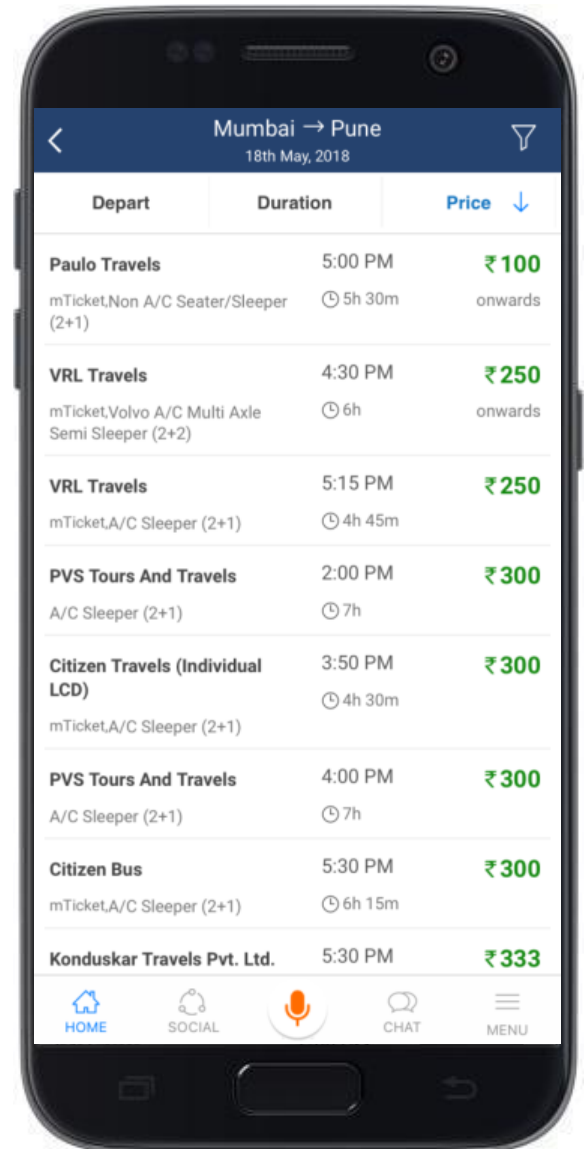 Mumbai → Pune
18th May, 2018
Depart Duration Price ↓
Paulo Travels 5:00 PM ₹100
mTicket,Non A/C Seater/Sleeper 5h 30m onwards
(2+1)
VRL Travels 4:30 PM ₹250
mTicket,Volvo A/C Multi Axle 6h onwards
Semi Sleeper (2+2)
VRL Travels 5:15 PM ₹250
mTicket,A/C Sleeper (2+1) 4h 45m
PVS Tours And Travels 2:00 PM ₹300
A/C Sleeper (2+1) 7h
Citizen Travels (Individual 3:50 PM ₹300
LCD) 4h 30m
mTicket,A/C Sleeper (2+1)
PVS Tours And Travels 4:00 PM ₹300
A/C Sleeper (2+1) 7h
Citizen Bus 5:30 PM ₹300
mTicket,A/C Sleeper (2+1) 6h 15m
Konduskar Travels Pvt. Ltd. 5:30 PM ₹333
HOME SOCIAL CHAT MENU